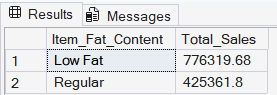 Results Messages
Item_Fat_Content Total_Sales
1 Low Fat 776319.68
2 Regular 425361.8